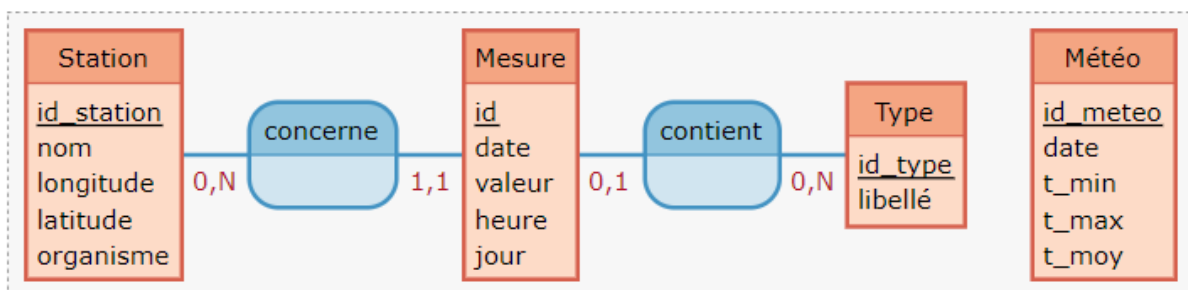 Station
id_station
nom
longitude
latitude
organisme
0,N
concerne
1,1
Mesure
id
date
valeur
heure
jour
0,1
contient
0,N
Type
id_type
libellé
Météo
id_meteo
date
t_min
t_max
t_moy